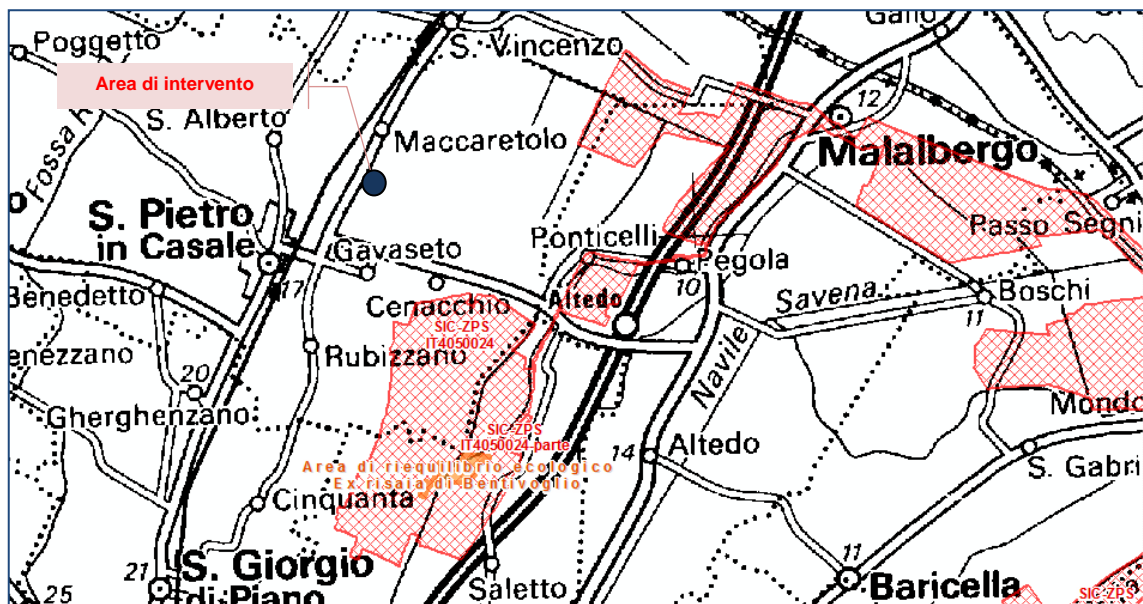 Gallo
Poggetto
S. Vincenzo
Area di intervento
12
S. Alberto
Maccaretolo
Malalbergo
Fossa
o
S. Pietro
in Casale
Passo Segni
Ponticelli
Gavaseto
Pegola
17
10
Benedetto
Cenacchio
Altedo
Savena
Boschi
11
SIC-ZPS
IT4050024
enezzano
Rubizzano
20
Navile
Mondo
Gherghenzano
SIC-ZPS
IT4050024-parte
14
Altedo
Area di riequilibrio ecologico
Ex risaia di Bentivoglio
S. Gabri
Cinquanta
11
S. Giorgio
di Piano
21
Saletto
Baricella
25
SIC-ZPS